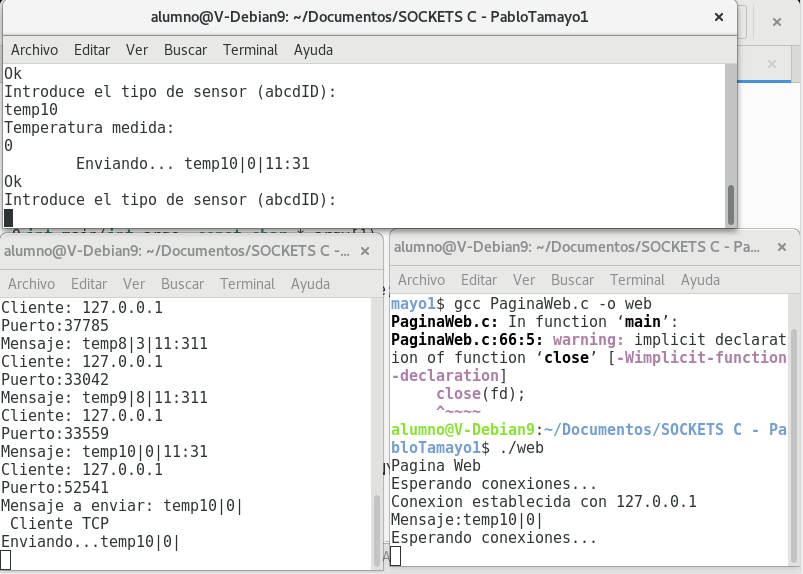 alumno@V-Debian9: ~/Documentos/SOCKETS C - PabloTamayo1
Archivo Editar Ver Buscar Terminal Ayuda
Ok
Introduce el tipo de sensor (abcdID):
temp10
Temperatura medida:
0
Enviando... temp10|0|11:31
Ok
Introduce el tipo de sensor (abcdID):
alumno@V-Debian9: ~/Documentos/SOCKETS C -...
Archivo Editar Ver Buscar Terminal Ayuda
Cliente: 127.0.0.1
Puerto:37785
Mensaje: temp8|3|11:311
Cliente: 127.0.0.1
Puerto:33042
Mensaje: temp9|8|11:311
Cliente: 127.0.0.1
Puerto:33559
Mensaje: temp10|0|11:31
Cliente: 127.0.0.1
Puerto:52541
Mensaje a enviar: temp10|0|
Cliente TCP
Enviando...temp10|0|
alumno@V-Debian9: ~/Documentos/SOCKETS C - Pa...
Archivo Editar Ver Buscar Terminal Ayuda
mayo1$ gcc PaginaWeb.c -o web
PaginaWeb.c: In function ‘main’:
PaginaWeb.c:66:5: warning: implicit declarat
ion of function ‘close’ [-Wimplicit-function
-declaration]
close(fd);
^~~~~
alumno@V-Debian9:~/Documentos/SOCKETS C - Pa
bloTamayo1$ ./web
Pagina Web
Esperando conexiones...
Conexion establecida con 127.0.0.1
Mensaje:temp10|0|
Esperando conexiones...